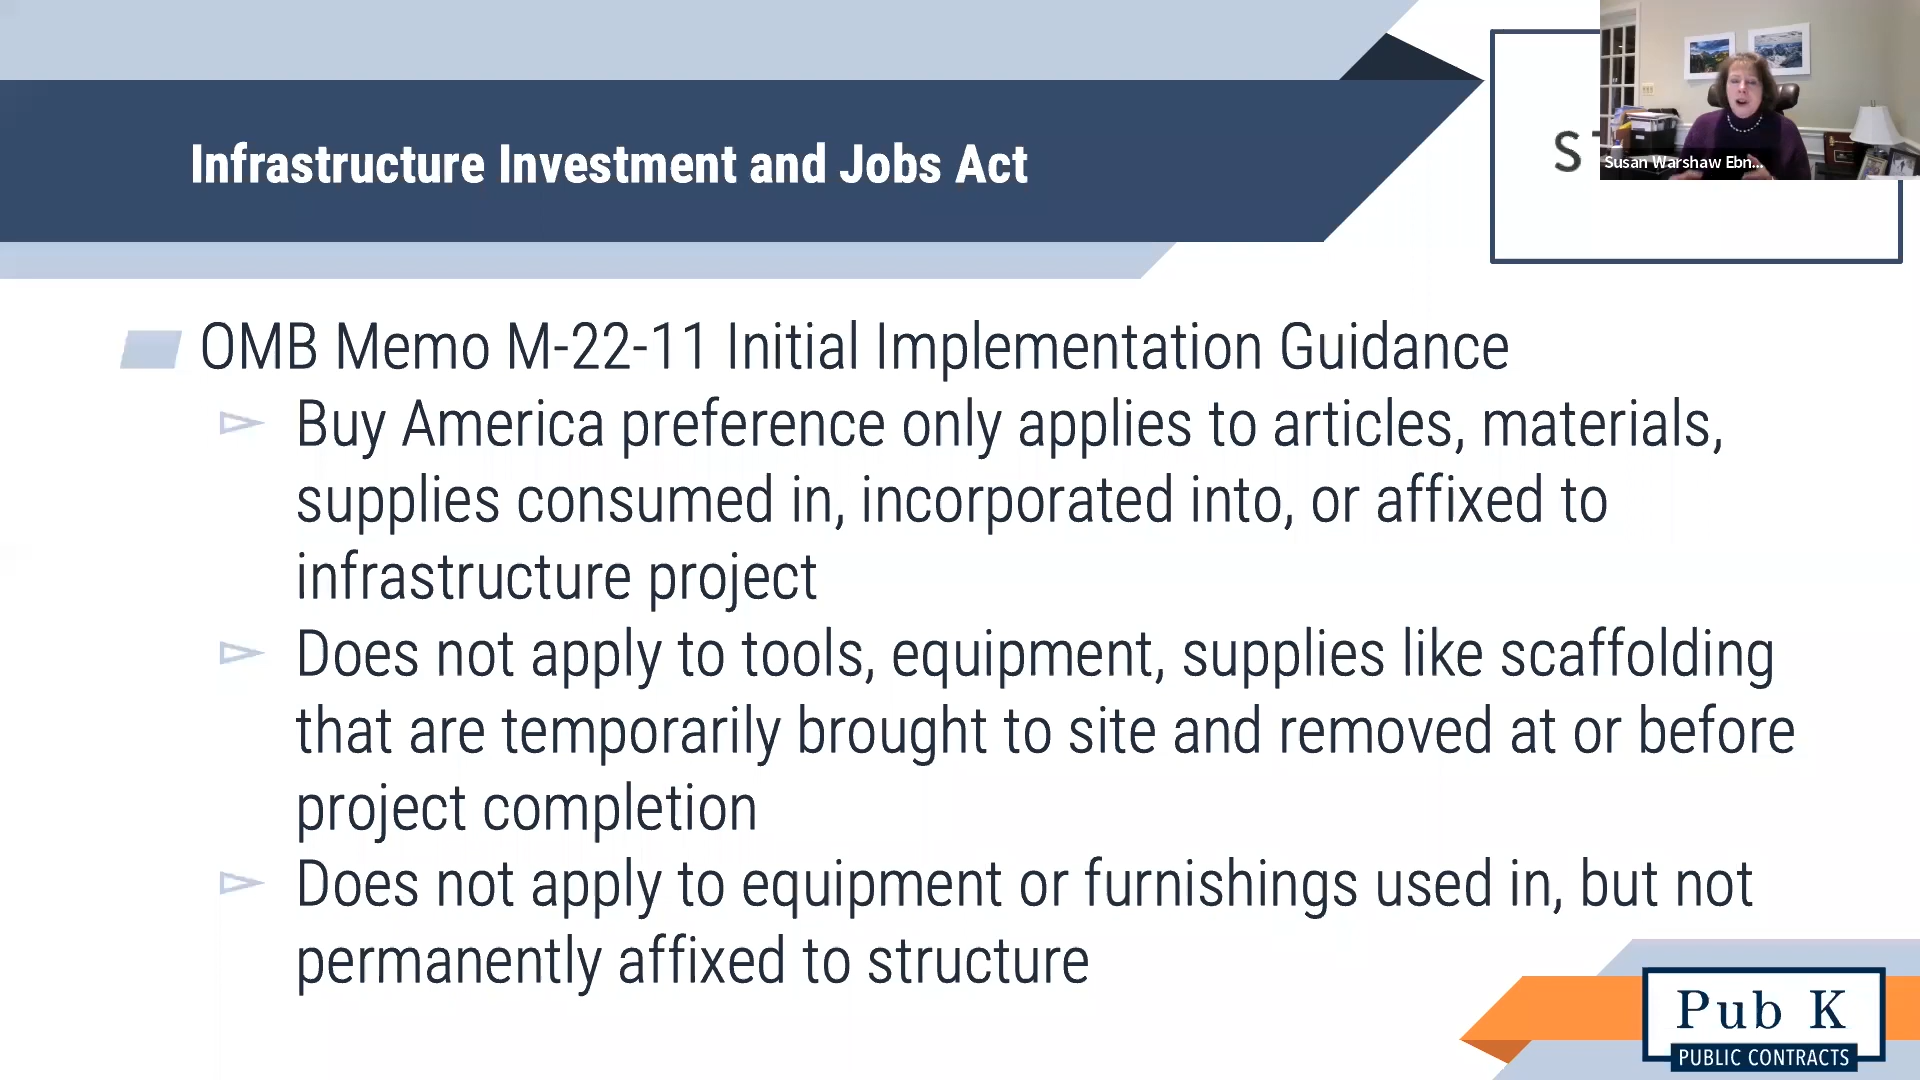 Infrastructure Investment and Jobs Act
Susan Warshaw Ebn...
OMB Memo M-22-11 Initial Implementation Guidance
Buy America preference only applies to articles, materials,
supplies consumed in, incorporated into, or affixed to
infrastructure project
Does not apply to tools, equipment, supplies like scaffolding
that are temporarily brought to site and removed at or before
project completion
Does not apply to equipment or furnishings used in, but not
permanently affixed to structure
Pub K
PUBLIC CONTRACTS